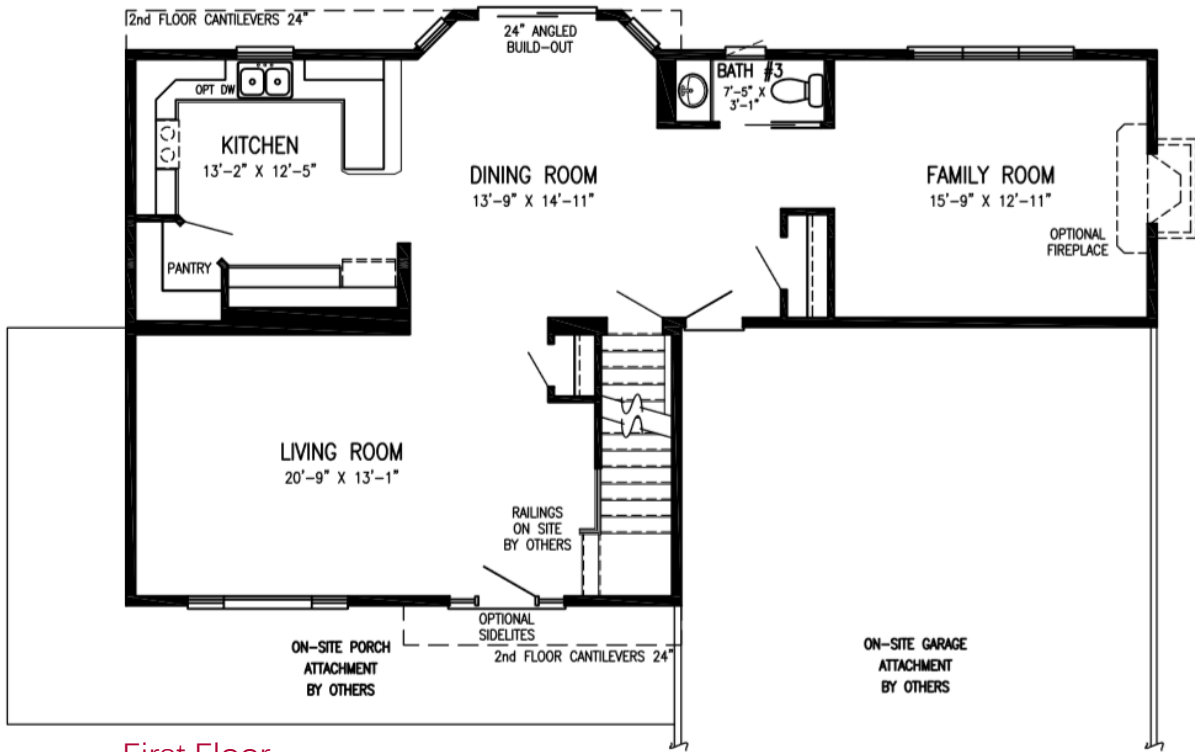 2nd FLOOR CANTILEVERS 24"
24" ANGLED
BUILD-OUT
OPT DW
BATH #3
7'-5" X
3'-1"
KITCHEN
13'-2" X 12'-5"
DINING ROOM
13'-9" X 14'-11"
FAMILY ROOM
15'-9" X 12'-11"
OPTIONAL
FIREPLACE
PANTRY
LIVING ROOM
20'-9" X 13'-1"
RAILINGS
ON SITE
BY OTHERS
OPTIONAL
SIDELITES
2nd FLOOR CANTILEVERS 24"
ON-SITE PORCH
ATTACHMENT
BY OTHERS
ON-SITE GARAGE
ATTACHMENT
BY OTHERS
First Floor